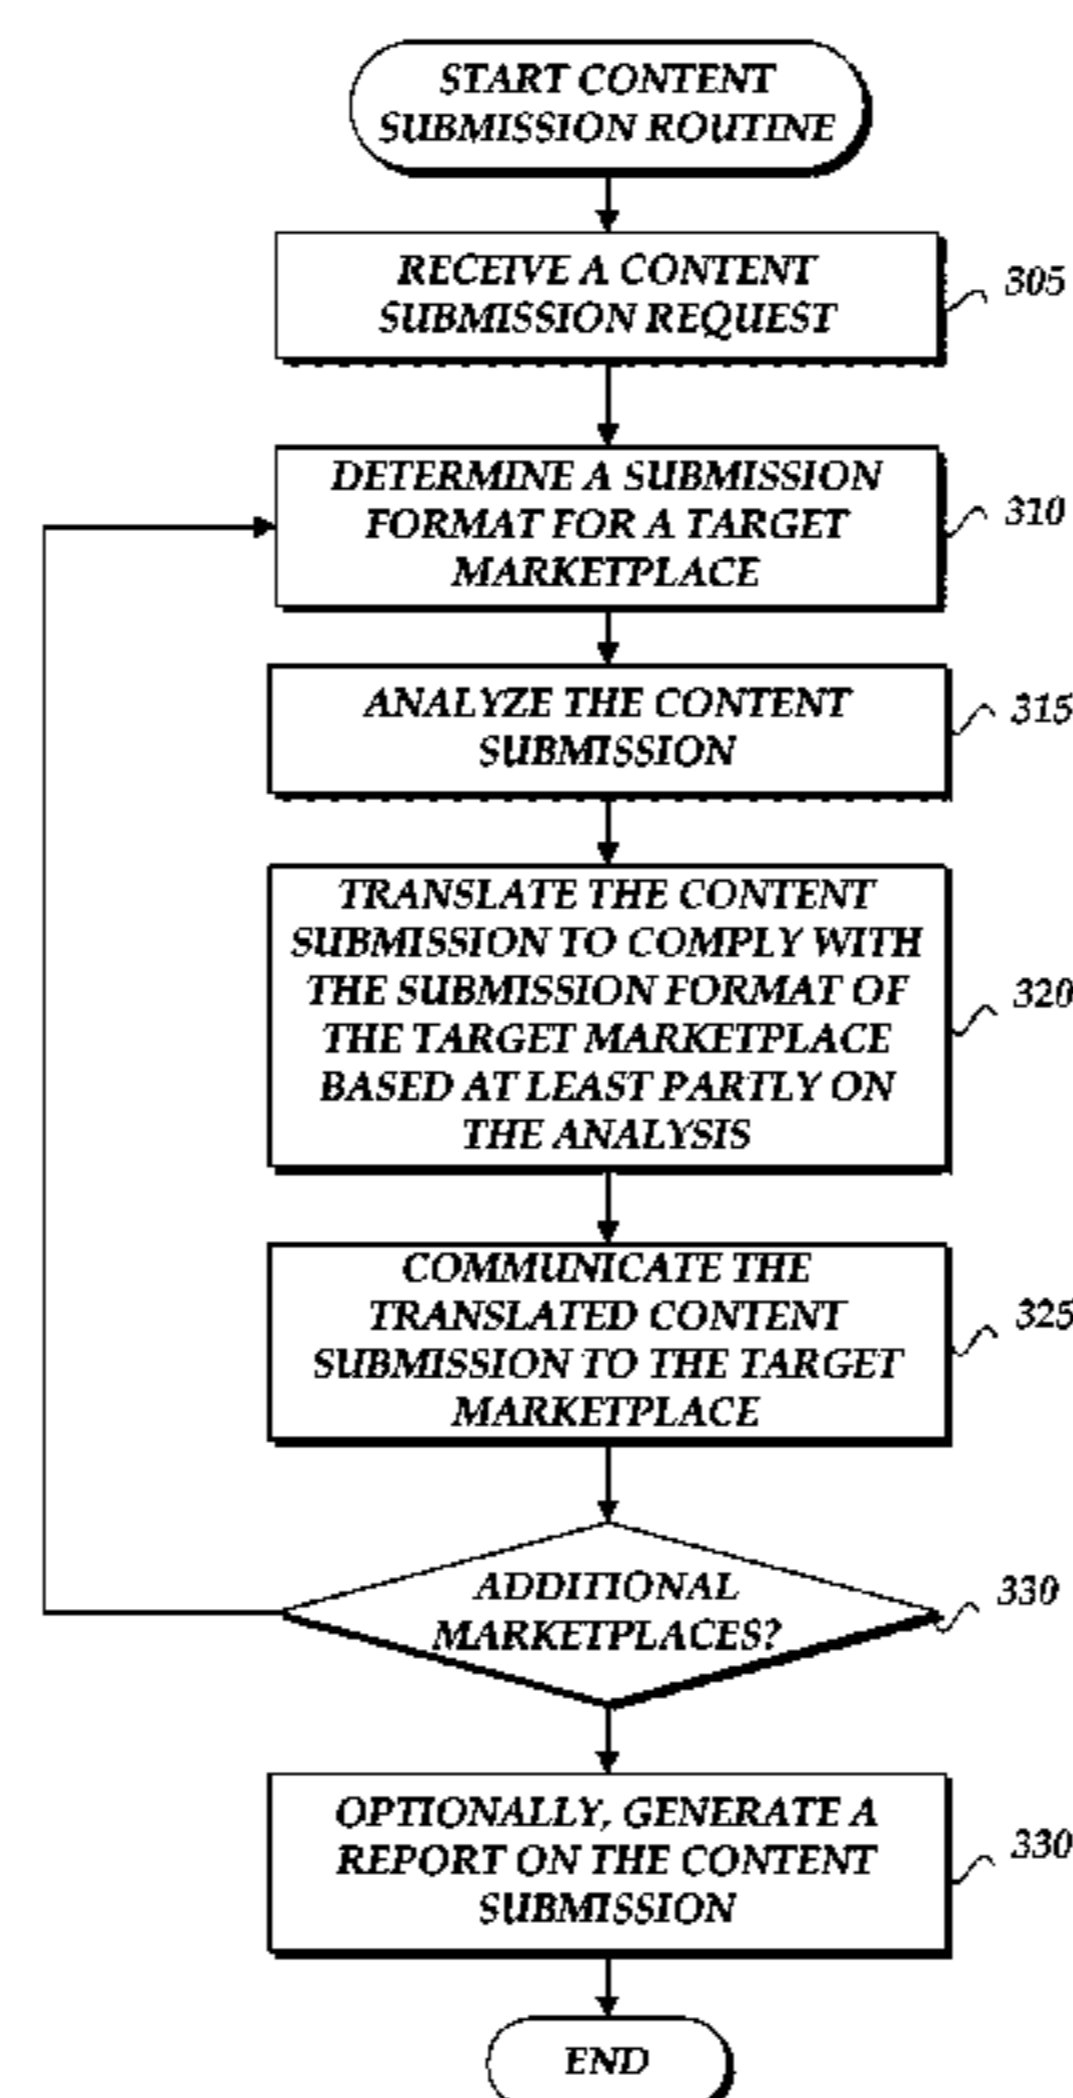 START CONTENT
SUBMISSION ROUTINE
RECEIVE A CONTENT
SUBMISSION REQUEST
305
DETERMINE A SUBMISSION
FORMAT FOR A TARGET
MARKETPLACE
310
ANALYZE THE CONTENT
SUBMISSION
315
TRANSLATE THE CONTENT
SUBMISSION TO COMPLY WITH
THE SUBMISSION FORMAT OF
THE TARGET MARKETPLACE
BASED AT LEAST PARTLY ON
THE ANALYSIS
320
COMMUNICATE THE
TRANSLATED CONTENT
SUBMISSION TO THE TARGET
MARKETPLACE
325
ADDITIONAL
MARKETPLACES?
330
OPTIONALLY, GENERATE A
REPORT ON THE CONTENT
SUBMISSION
330
END